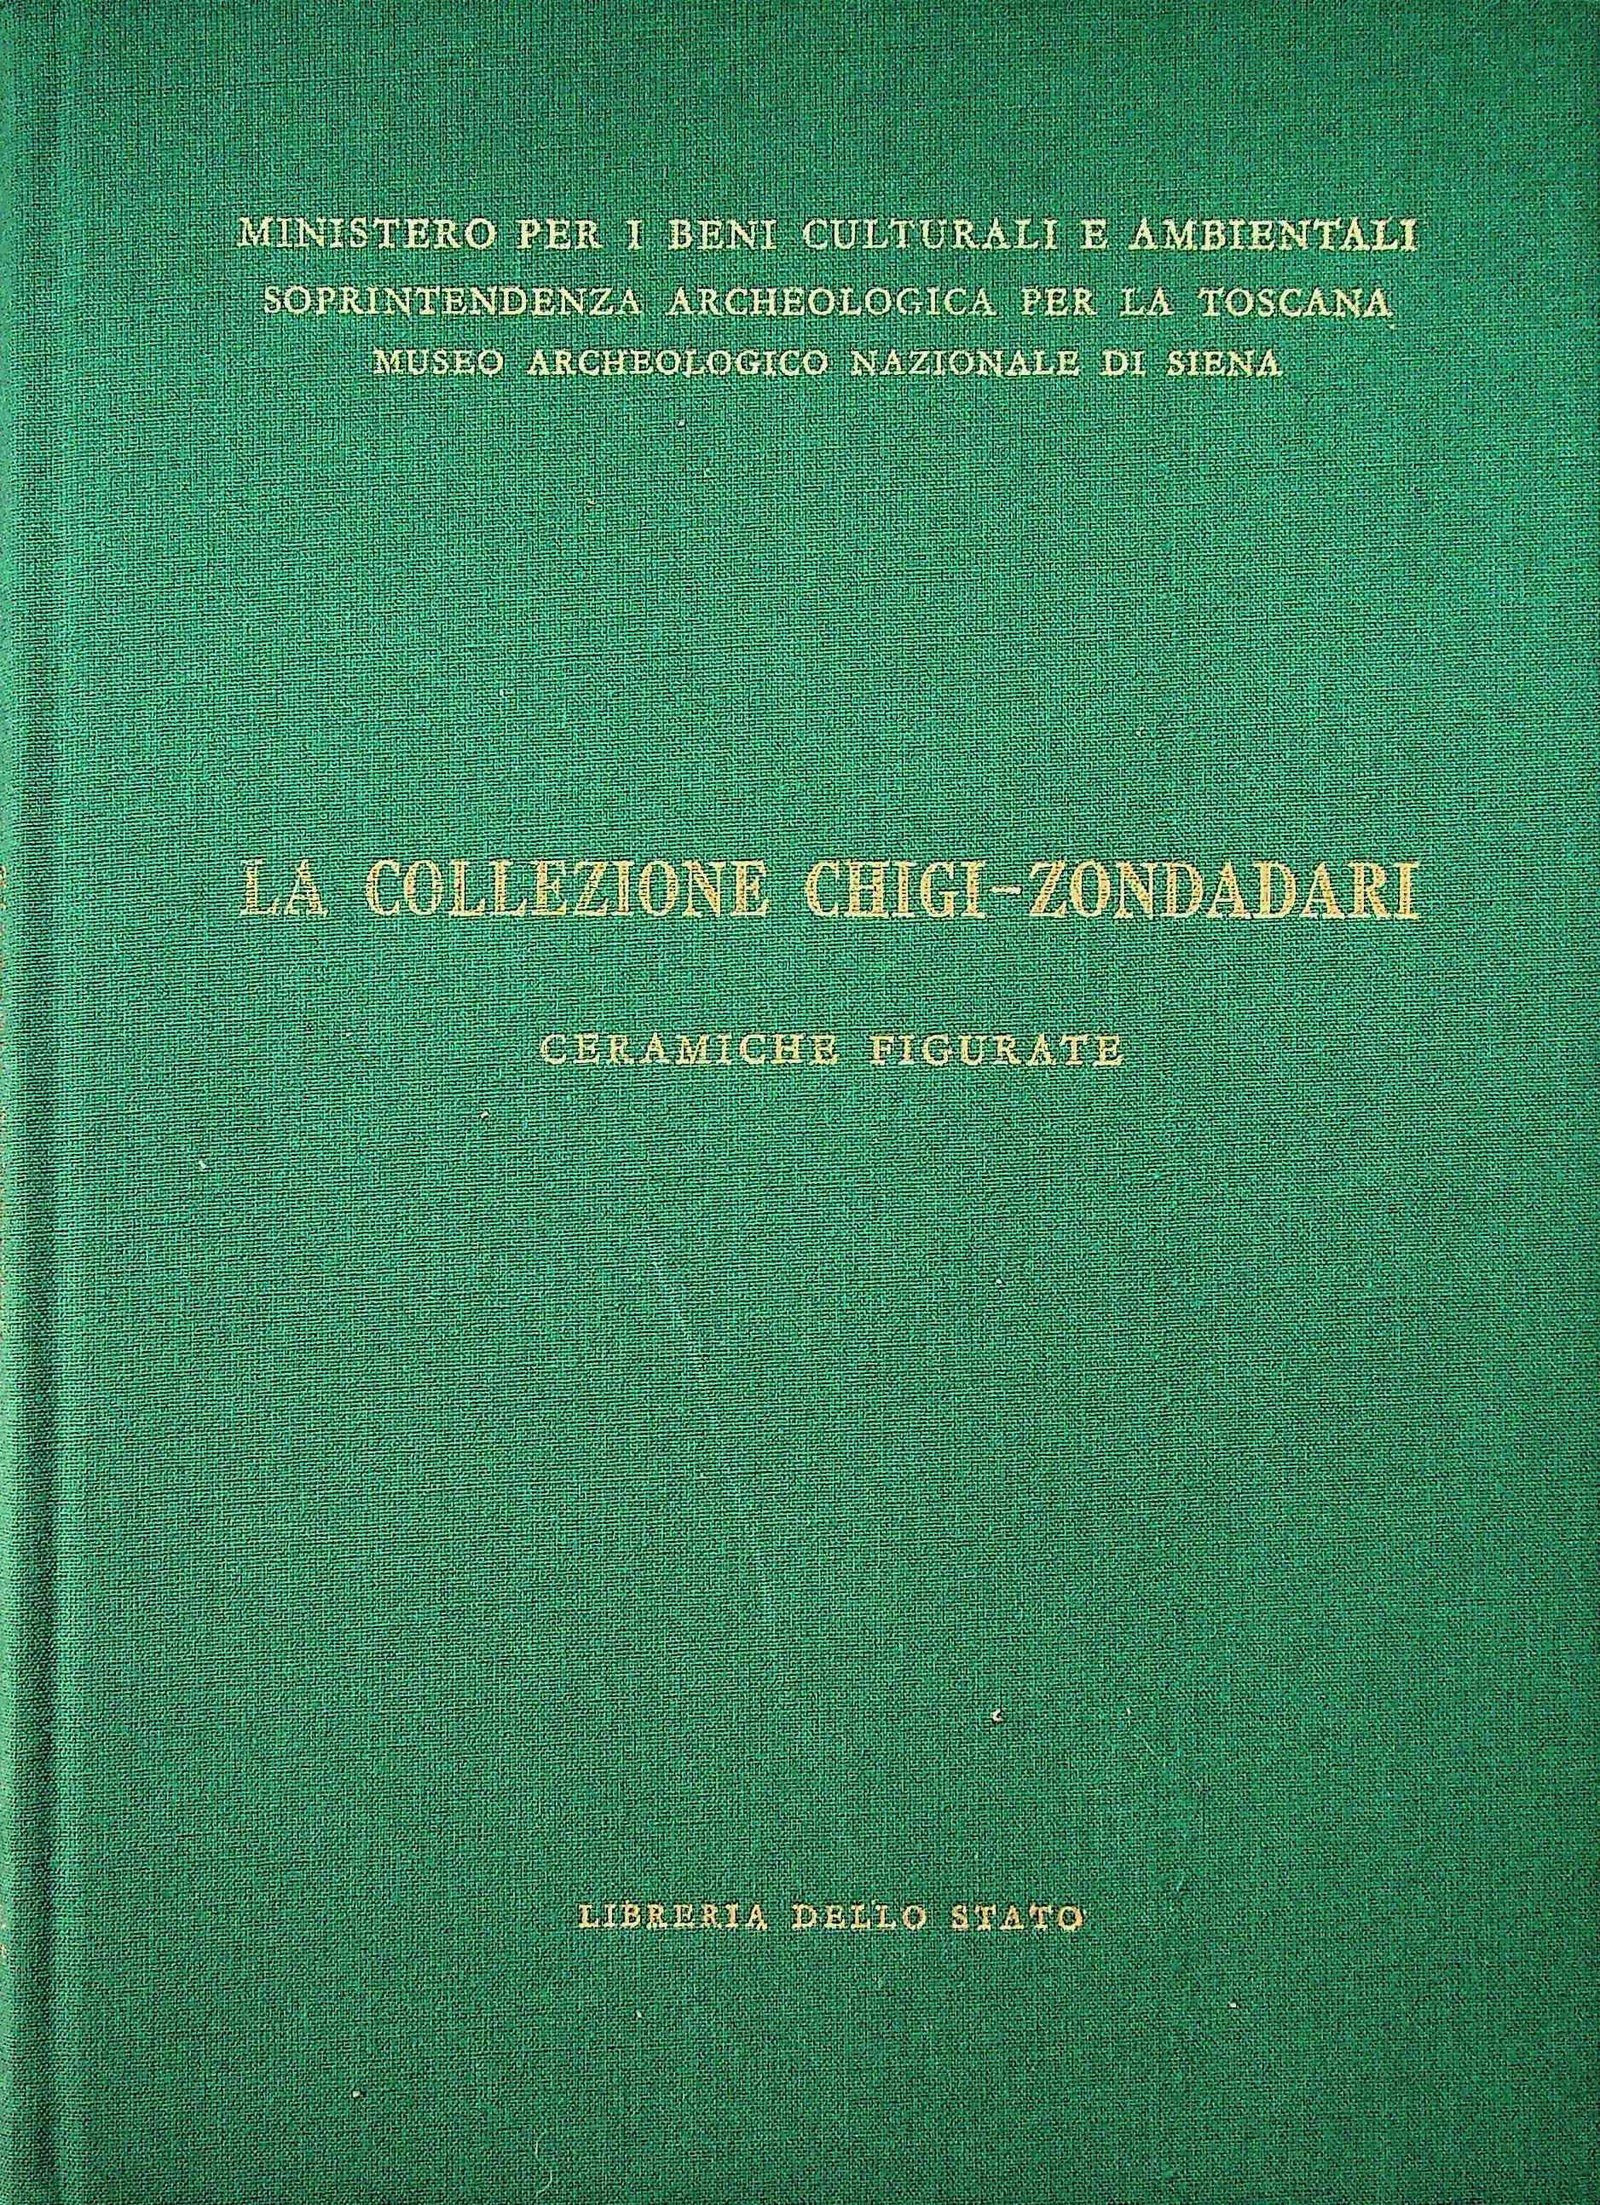 MINISTERO PER I BENI CULTURALI E AMBIENTALI
SOPRINTENDENZA ARCHEOLOGICA PER LA TOSCANA
MUSEO ARCHEOLOGICO NAZIONALE DI SIENA
LA COLLEZIONE CHIGI-ZONDADARI
CERAMICHE FIGURATE
LIBRERIA DELLO STATO